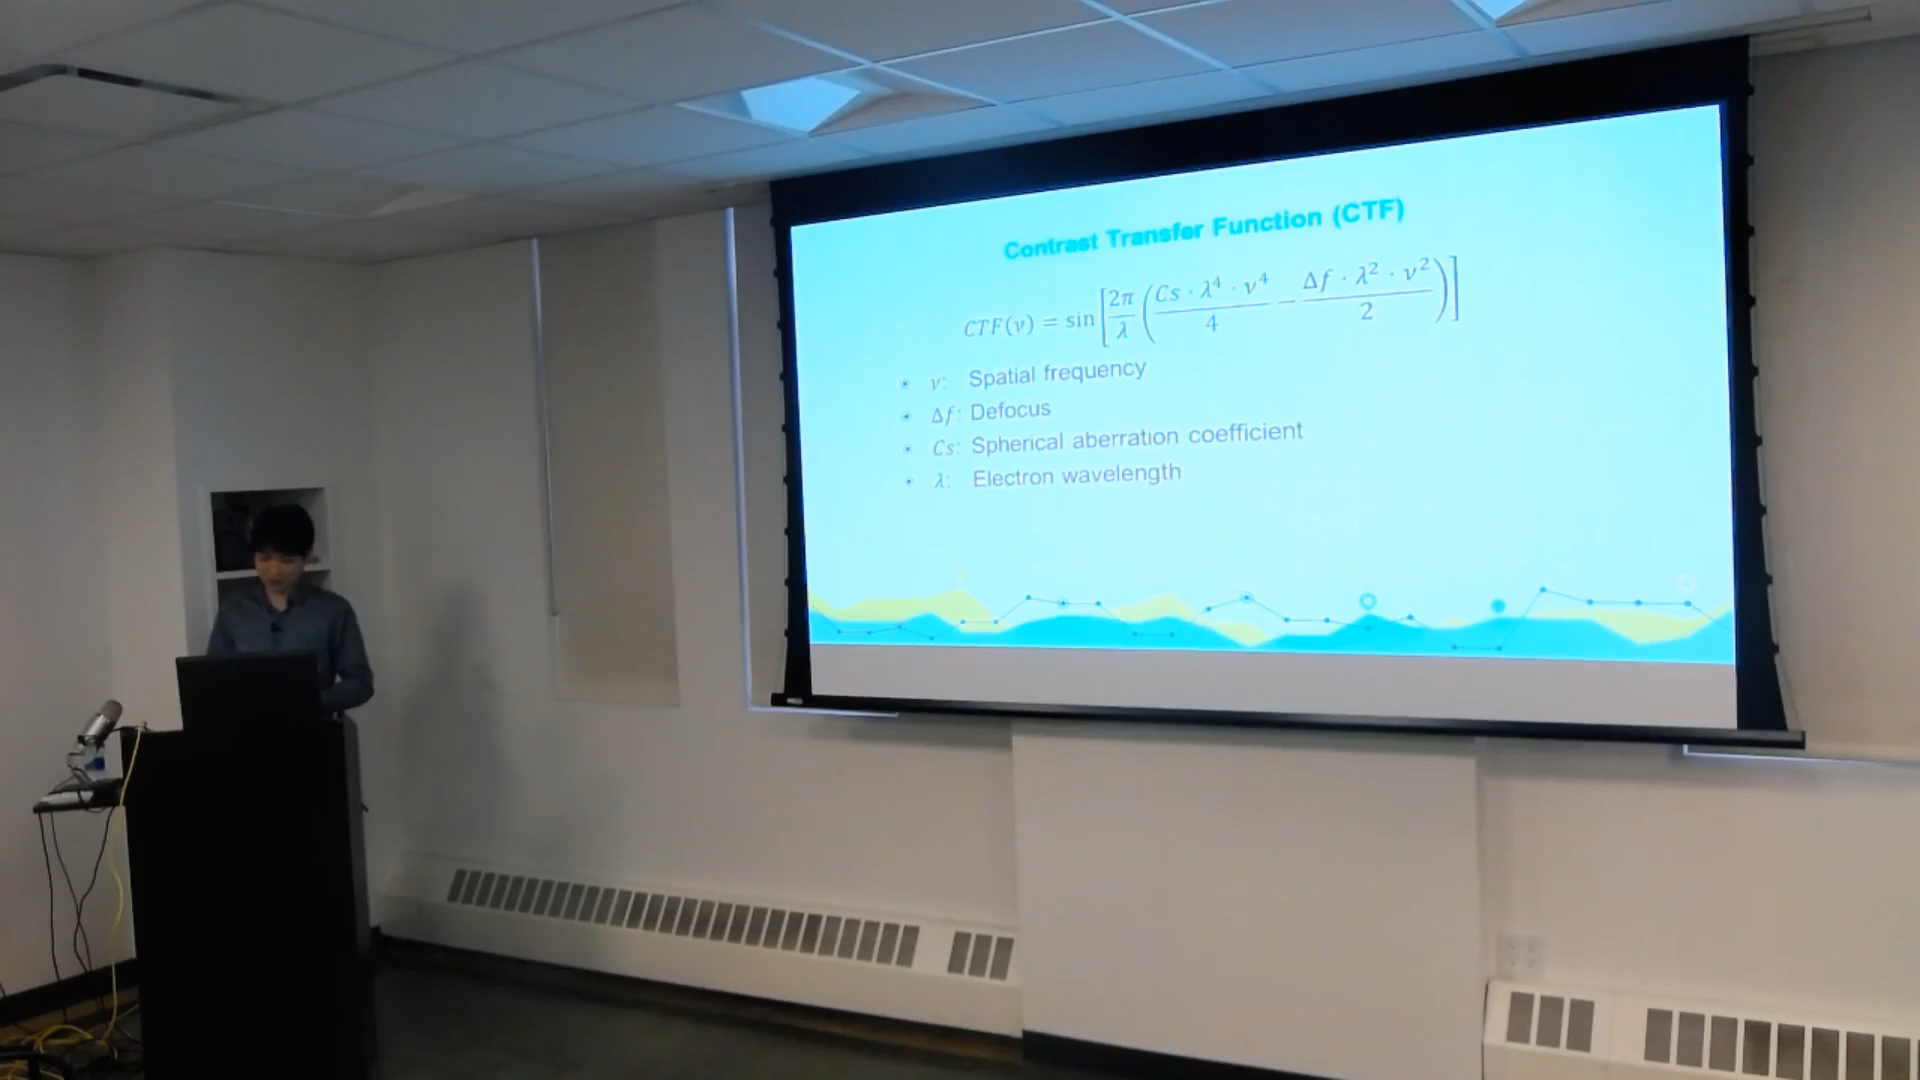 Contrast Transfer Function (CTF)
CTF(ν) = sin[2π/λ (Cs · λ⁴ · ν⁴/4 − Δf · λ² · ν²/2)]
ν: Spatial frequency
Δf: Defocus
Cs: Spherical aberration coefficient
λ: Electron wavelength